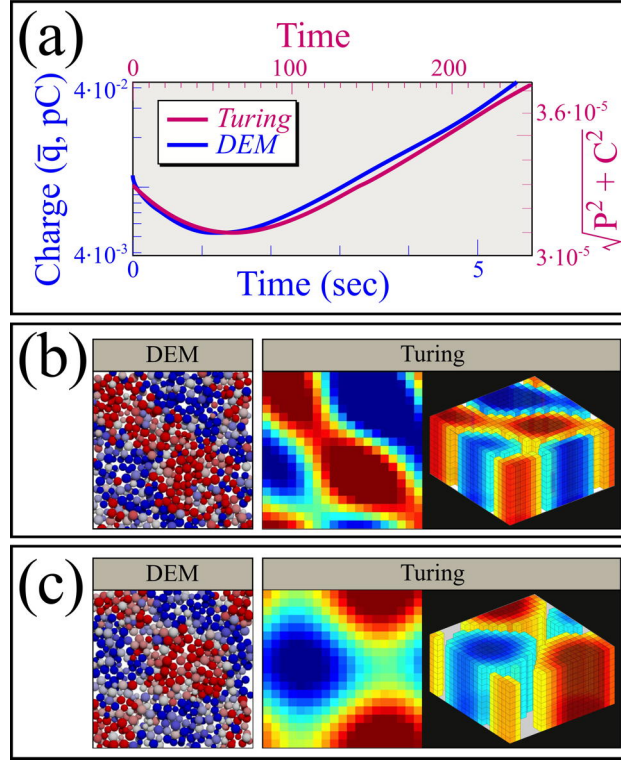 (a)
Time
0 100 200
4·10⁻²
Charge (q̅, pC)
4·10⁻³
Turing
DEM
3.6·10⁻⁵
√P² + C²
3·10⁻⁵
0 5
Time (sec)
(b)
DEM Turing
(c)
DEM Turing